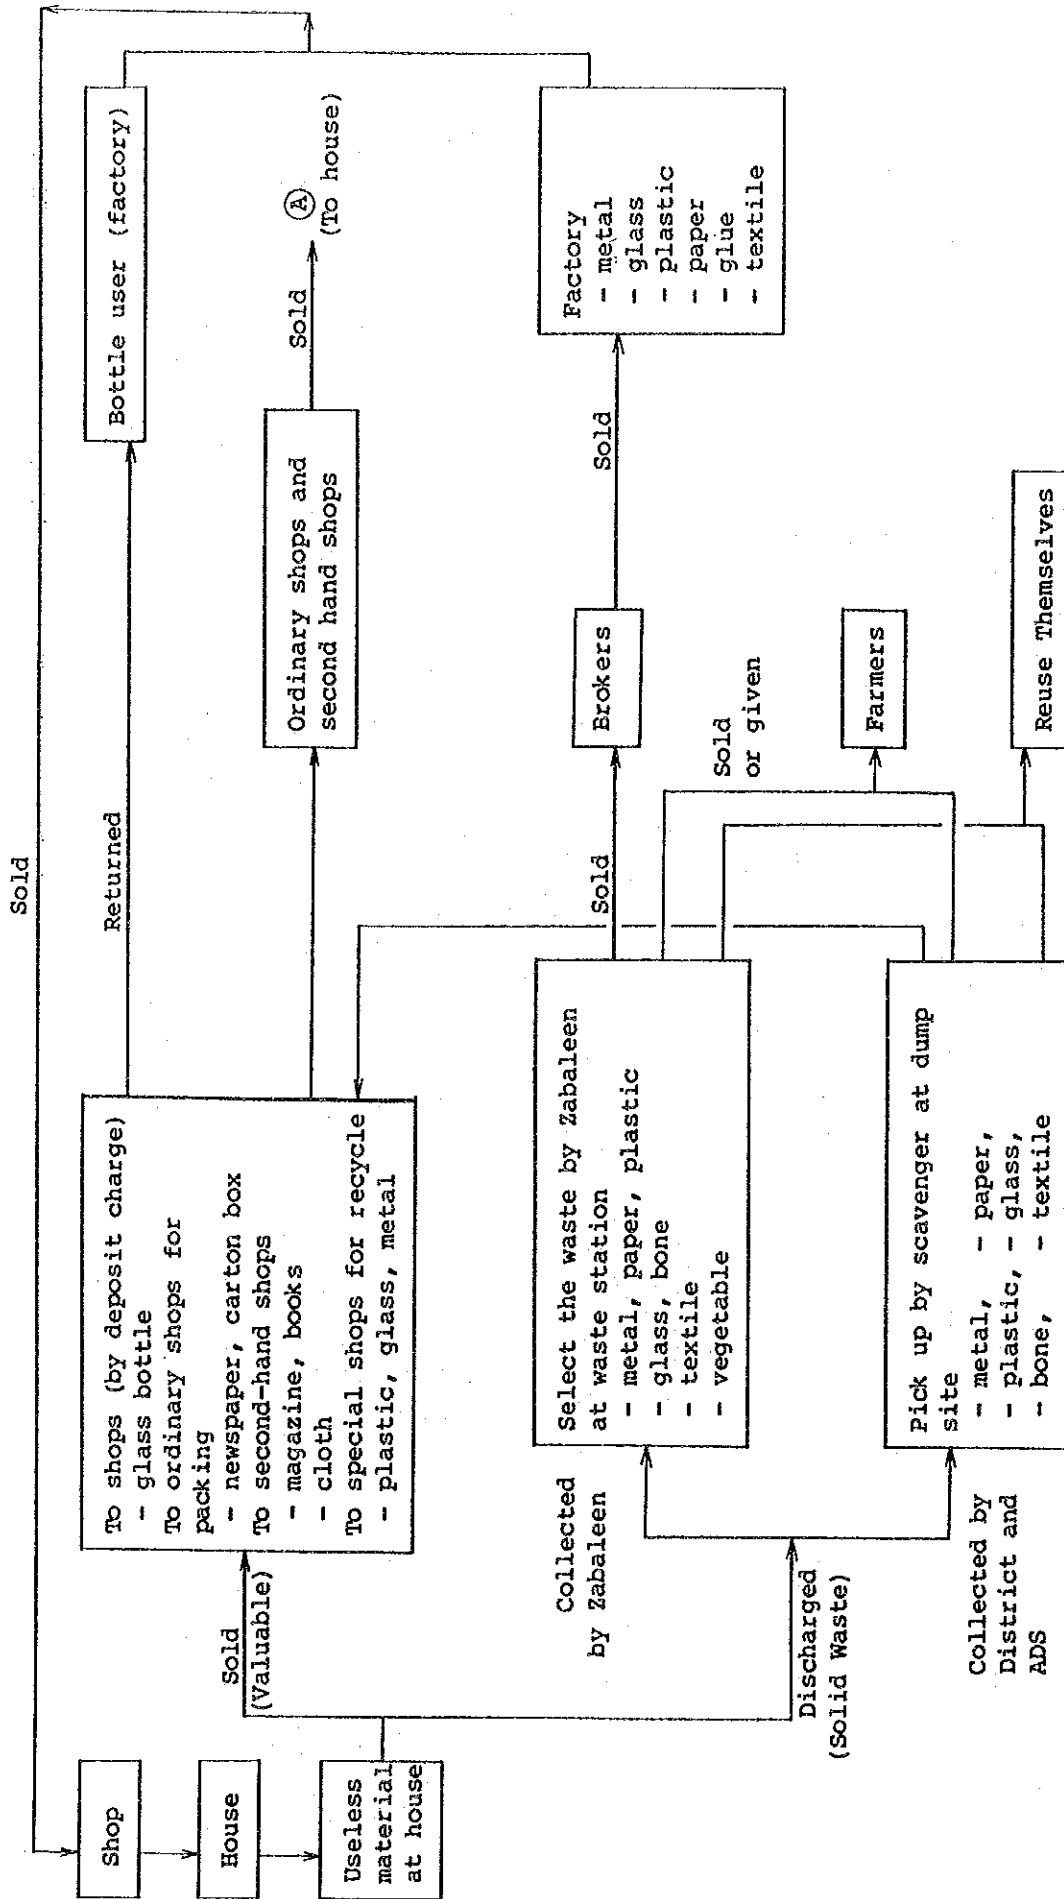 Sold
Shop
House
Useless
material
at house
Sold
(Valuable)
Discharged
(Solid Waste)
To shops (by deposit charge)
- glass bottle
To ordinary shops for
packing
- newspaper, carton box
To second-hand shops
- magazine, books
- cloth
To special shops for recycle
- plastic, glass, metal
Returned
Bottle user (factory)
Ordinary shops and
second hand shops
Sold
A
(To house)
Collected
by Zabaleen
Select the waste by Zabaleen
at waste station
- metal, paper, plastic
- glass, bone
- textile
- vegetable
Sold
Brokers
Sold
Factory
- metal
- glass
- plastic
- paper
- glue
- textile
Sold
or given
Farmers
Collected by
District and
ADS
Pick up by scavenger at dump
site
- metal, - paper,
- plastic, - glass,
- bone, - textile
Reuse Themselves